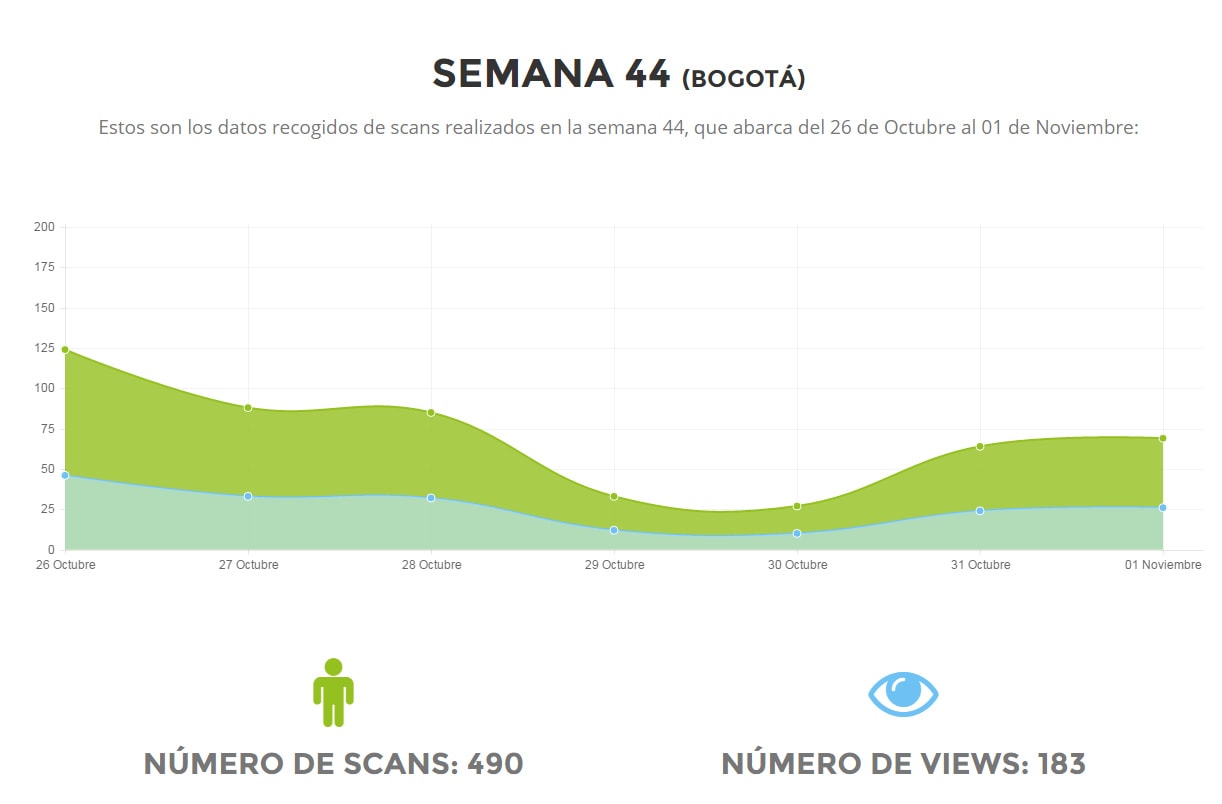 SEMANA 44 (BOGOTÁ)
Estos son los datos recogidos de scans realizados en la semana 44, que abarca del 26 de Octubre al 01 de Noviembre:
200
175
150
125
100
75
50
25
0
26 Octubre 27 Octubre 28 Octubre 29 Octubre 30 Octubre 31 Octubre 01 Noviembre
NÚMERO DE SCANS: 490 NÚMERO DE VIEWS: 183